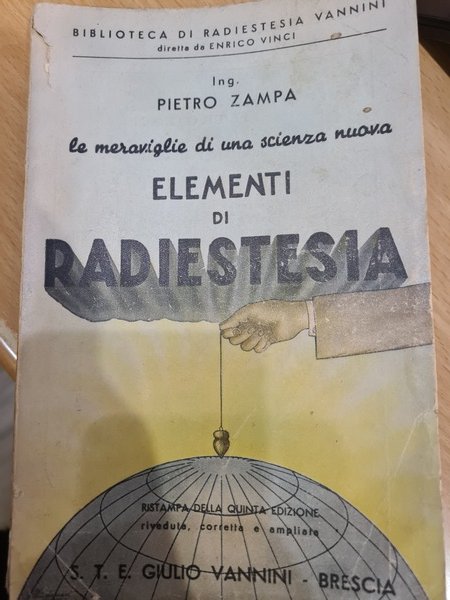 BIBLIOTECA DI RADIESTESIA VANNINI
diretta da ENRICO VINCI
Ing.
PIETRO ZAMPA
le meraviglie di una scienza nuova
ELEMENTI
DI
RADIESTESIA
RISTAMPA DELLA QUINTA EDIZIONE
riveduta, corretta e ampliata
S. T. E. GIULIO VANNINI - BRESCIA